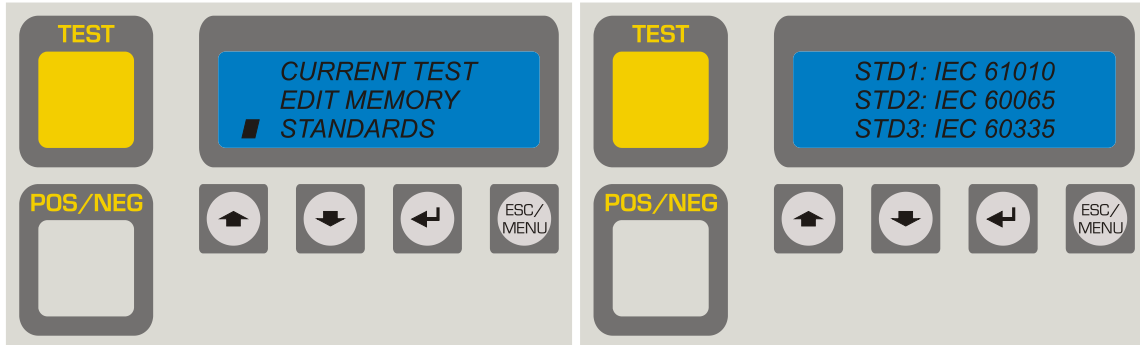 TEST
CURRENT TEST
EDIT MEMORY
STANDARDS
POS/NEG
ESC/
MENU
TEST
STD1: IEC 61010
STD2: IEC 60065
STD3: IEC 60335
POS/NEG
ESC/
MENU